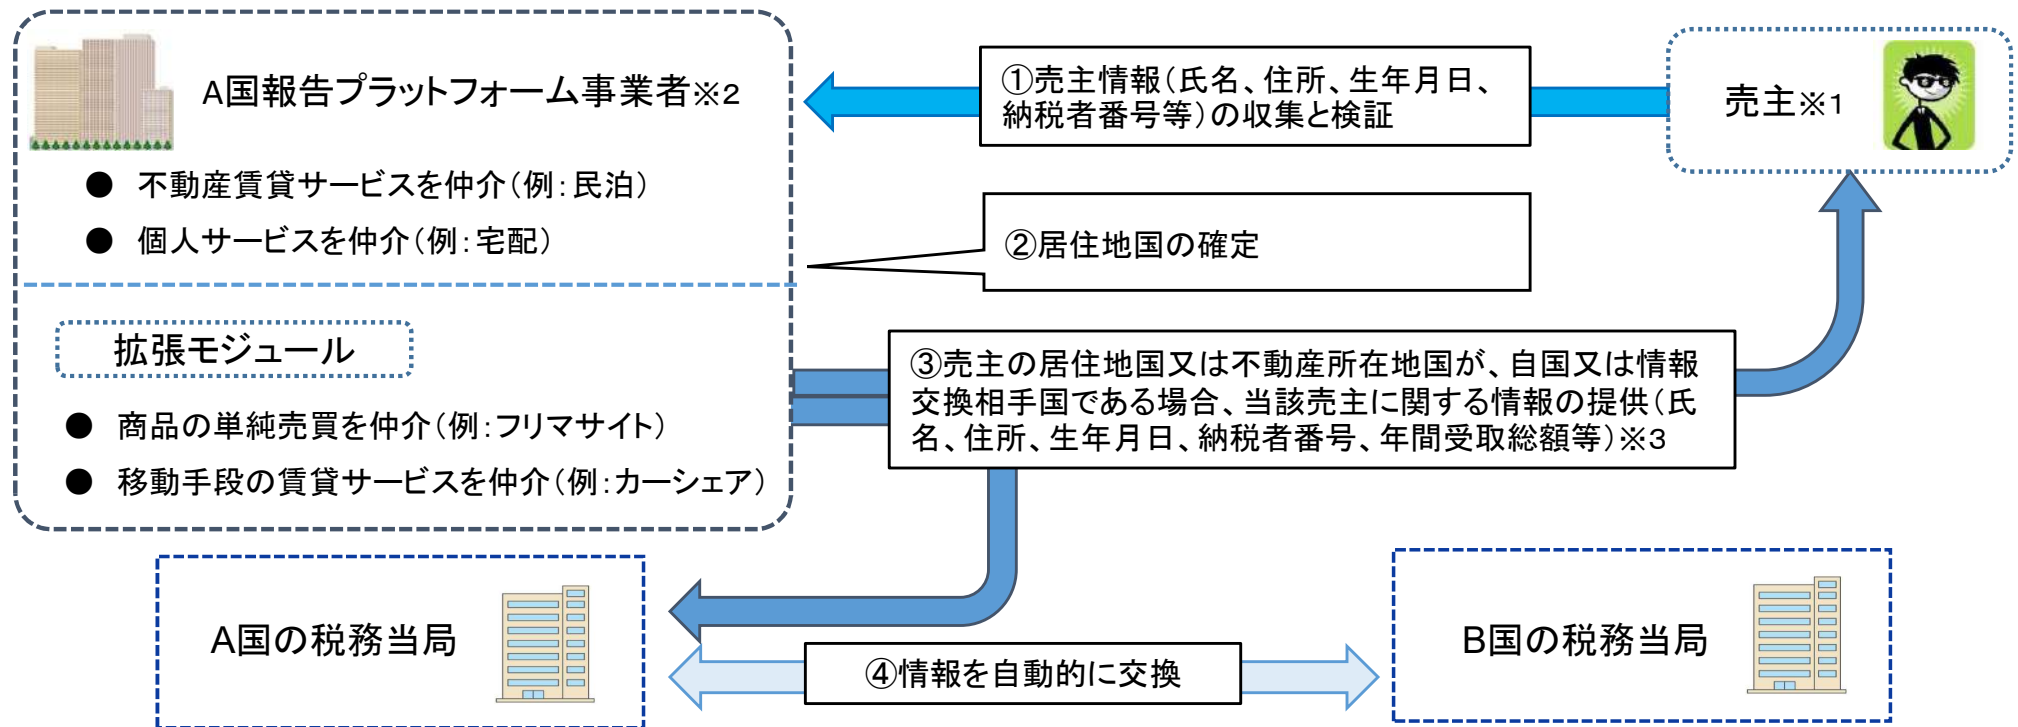 A国報告プラットフォーム事業者※2
● 不動産賃貸サービスを仲介(例:民泊)
● 個人サービスを仲介(例:宅配)
拡張モジュール
● 商品の単純売買を仲介(例:フリマサイト)
● 移動手段の賃貸サービスを仲介(例:カーシェア)
①売主情報(氏名、住所、生年月日、
納税者番号等)の収集と検証
売主※1
②居住地国の確定
③売主の居住地国又は不動産所在地国が、自国又は情報
交換相手国である場合、当該売主に関する情報の提供(氏
名、住所、生年月日、納税者番号、年間受取総額等)※3
A国の税務当局
④情報を自動的に交換
B国の税務当局